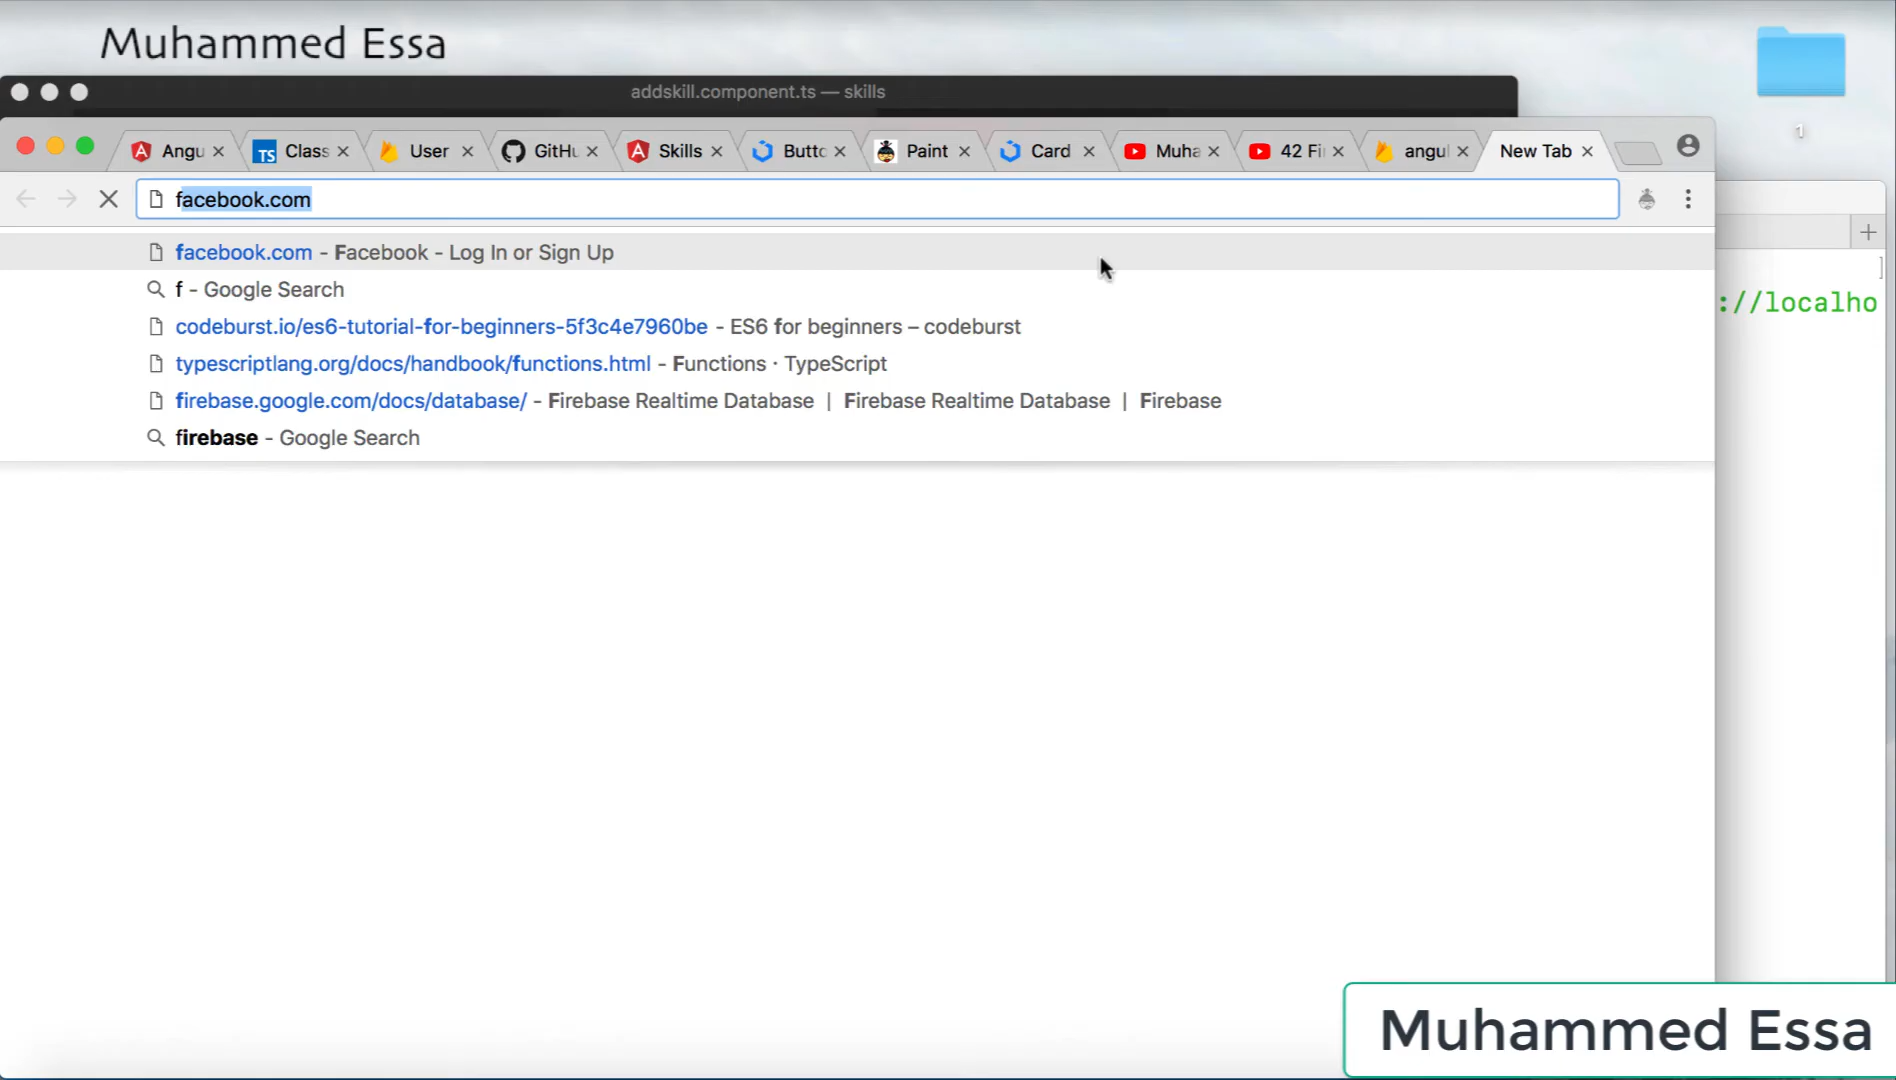 Muhammed Essa
addskill.component.ts — skills
1
Angu Class User GitHu Skills Butto Paint Card Muha 42 Fi angul New Tab
facebook.com
facebook.com - Facebook - Log In or Sign Up
f - Google Search
://localho
codeburst.io/es6-tutorial-for-beginners-5f3c4e7960be - ES6 for beginners – codeburst
typescriptlang.org/docs/handbook/functions.html - Functions · TypeScript
firebase.google.com/docs/database/ - Firebase Realtime Database | Firebase Realtime Database | Firebase
firebase - Google Search
Muhammed Essa